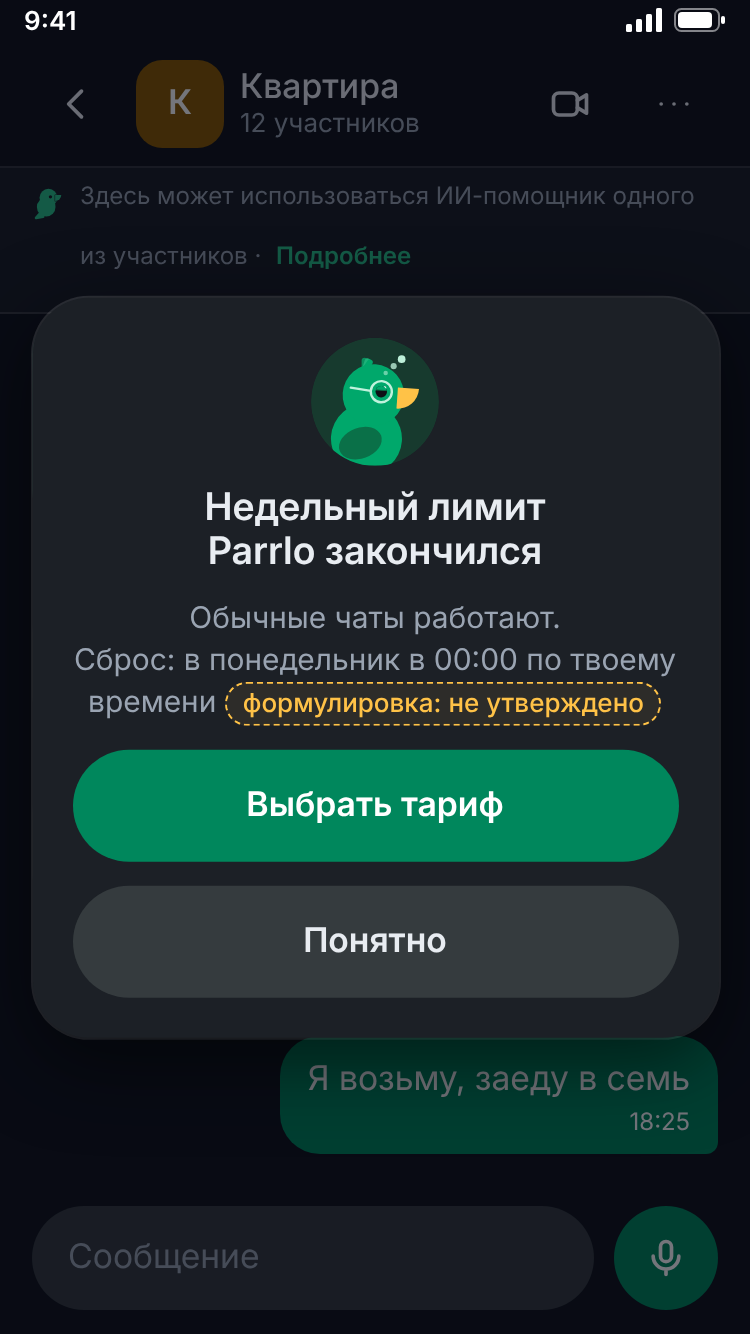 9:41
К
Квартира
12 участников
Здесь может использоваться ИИ-помощник одного
из участников · Подробнее
Недельный лимит
Parrlo закончился
Обычные чаты работают.
Сброс: в понедельник в 00:00 по твоему
времени формулировка: не утверждено
Выбрать тариф
Понятно
Я возьму, заеду в семь
18:25
Сообщение